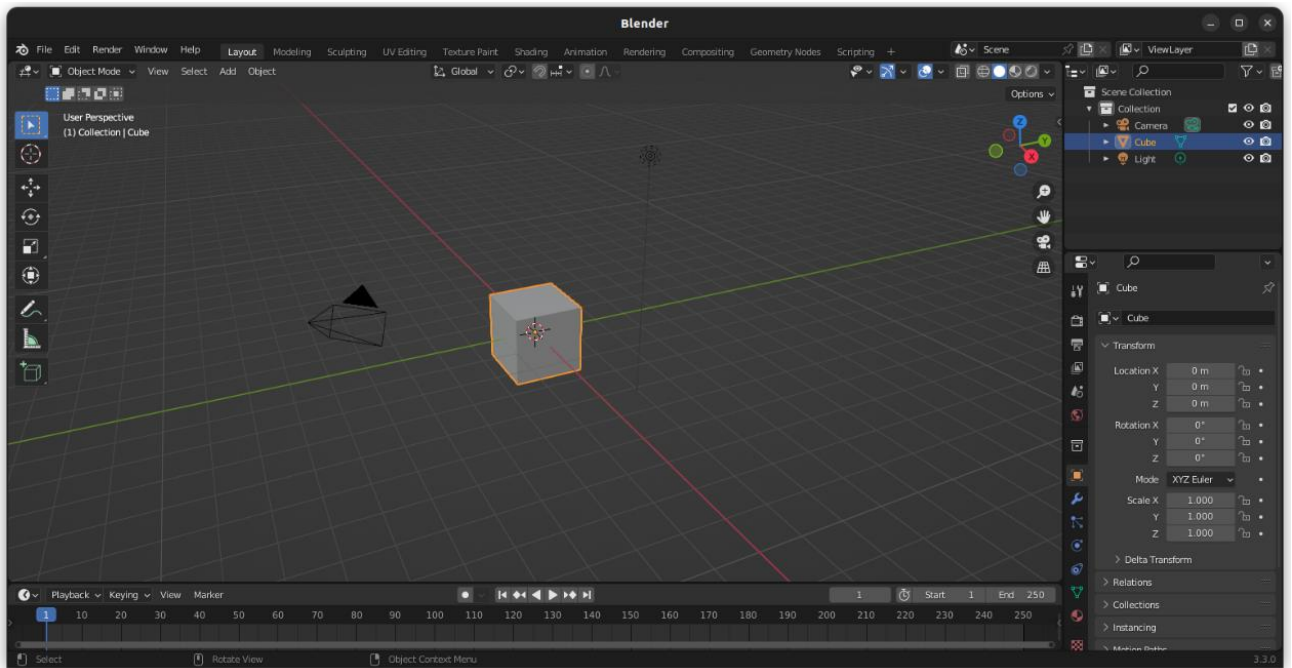 Blender
File Edit Render Window Help Layout Modeling Sculpting UV Editing Texture Paint Shading Animation Rendering Compositing Geometry Nodes Scripting + Scene ViewLayer
Object Mode View Select Add Object Global
Options
User Perspective
(1) Collection | Cube
Z
Y
X
Scene Collection
Collection
Camera
Cube
Light
Cube
Cube
Transform
Location X 0 m
Y 0 m
Z 0 m
Rotation X 0°
Y 0°
Z 0°
Mode XYZ Euler
Scale X 1.000
Y 1.000
Z 1.000
Delta Transform
Relations
Collections
Instancing
Motion Paths
Playback Keying View Marker 1 Start 1 End 250
1 10 20 30 40 50 60 70 80 90 100 110 120 130 140 150 160 170 180 190 200 210 220 230 240 250
Select Rotate View Object Context Menu 3.3.0